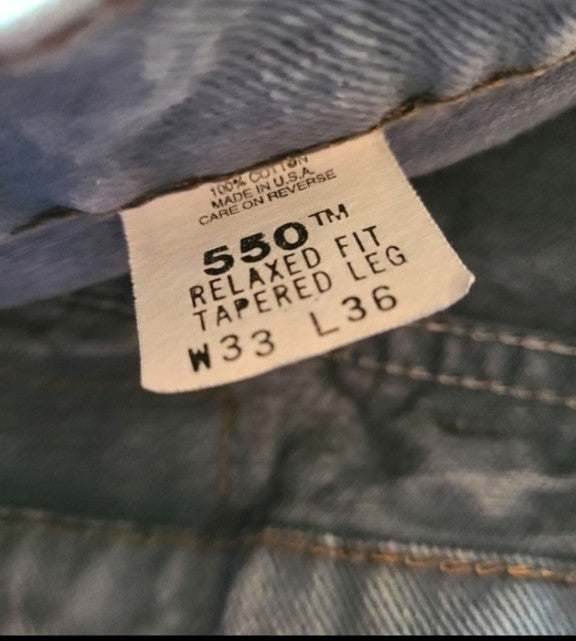 100% COTTON
MADE IN U.S.A.
CARE ON REVERSE
550™
RELAXED FIT
TAPERED LEG
W33 L36